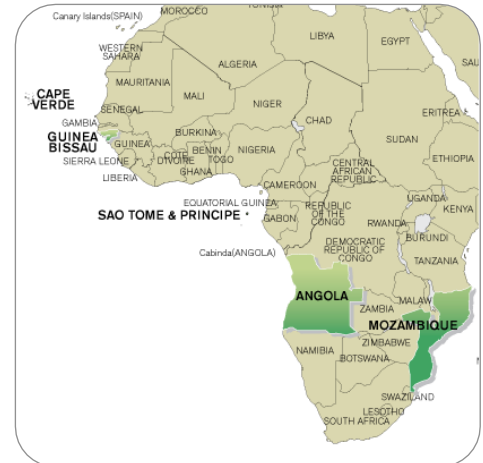 Canary Islands(SPAIN)
MOROCCO
LIBYA
EGYPT
WESTERN
SAHARA
ALGERIA
MAURITANIA
MALI
NIGER
CAPE
VERDE
SENEGAL
CHAD
ERITREA
GAMBIA
GUINEA
BISSAU
GUINEA
BURKINA
SUDAN
SIERRA LEONE
COTE
D'IVOIRE
BENIN
TOGO
NIGERIA
ETHIOPIA
LIBERIA
GHANA
CENTRAL
AFRICAN
REPUBLIC
CAMEROON
EQUATORIAL GUINEA
UGANDA
KENYA
SAO TOME & PRINCIPE
GABON
REPUBLIC
OF THE
CONGO
RWANDA
BURUNDI
Cabinda(ANGOLA)
DEMOCRATIC
REPUBLIC OF
CONGO
TANZANIA
ANGOLA
ZAMBIA
MALAW
MOZAMBIQUE
NAMIBIA
ZIMBABWE
BOTSWANA
SWAZILAND
LESOTHO
SOUTH AFRICA